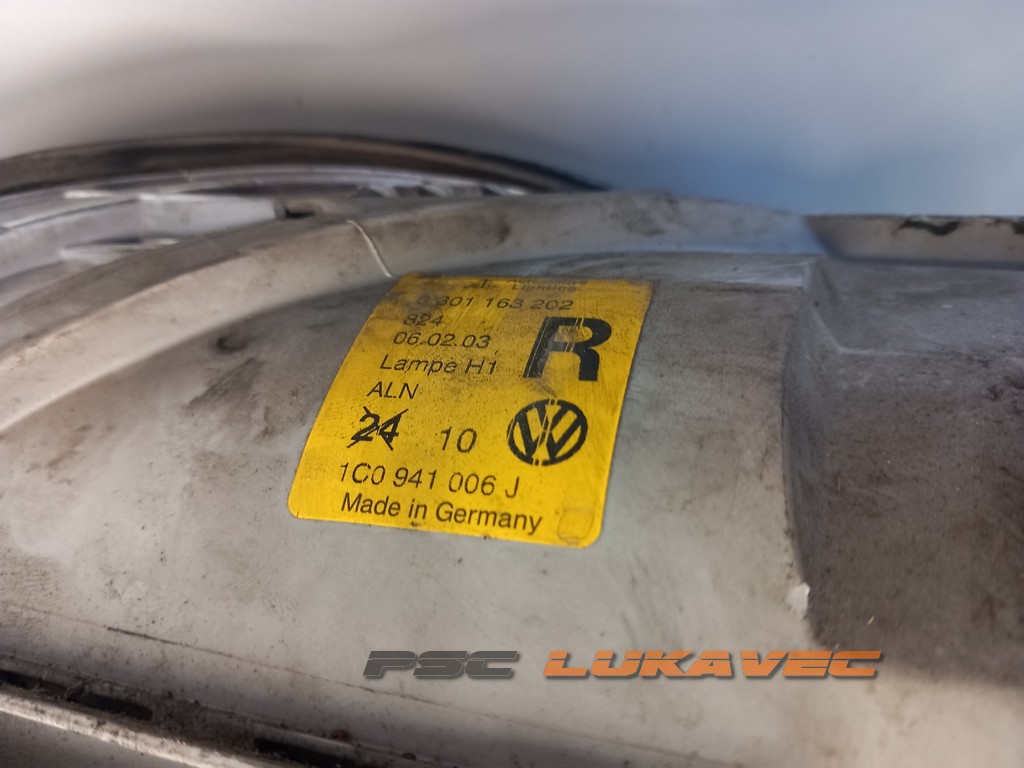 Lighting
0 301 163 202
824
06.02.03
R
Lampe H1
ALN
24 10
1C0 941 006 J
Made in Germany
PSC LUKAVEC